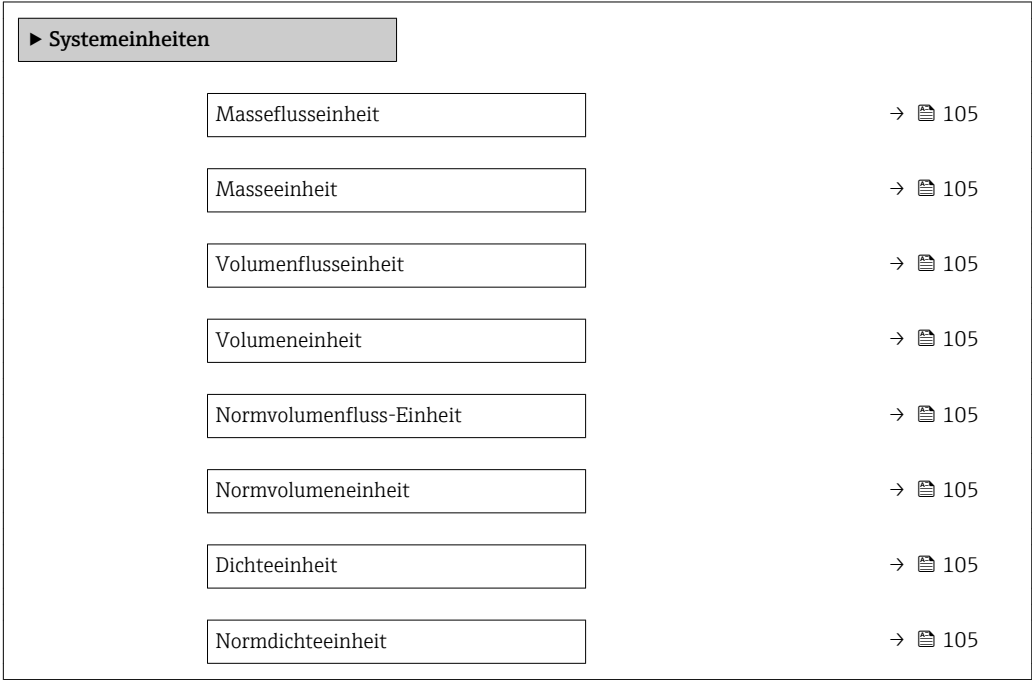 ► Systemeinheiten
Masseflusseinheit → 105
Masseeinheit → 105
Volumenflusseinheit → 105
Volumeneinheit → 105
Normvolumenfluss-Einheit → 105
Normvolumeneinheit → 105
Dichteeinheit → 105
Normdichteeinheit → 105